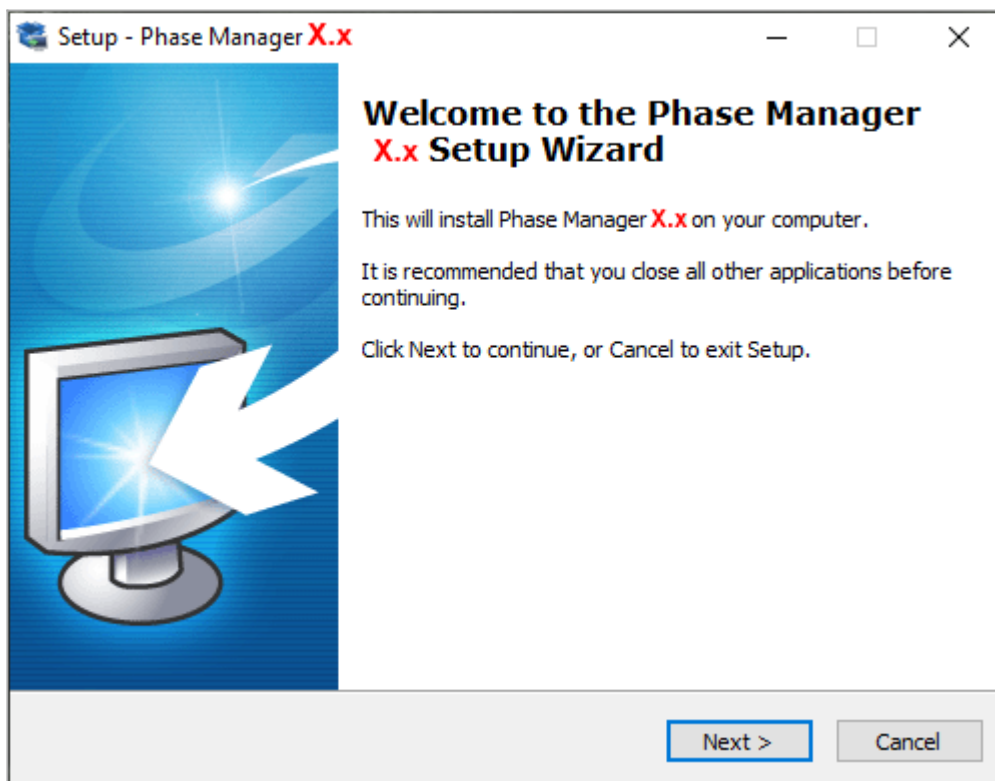 Setup - Phase Manager X.x
Welcome to the Phase Manager
X.x Setup Wizard
This will install Phase Manager X.x on your computer.
It is recommended that you close all other applications before
continuing.
Click Next to continue, or Cancel to exit Setup.
Next >
Cancel